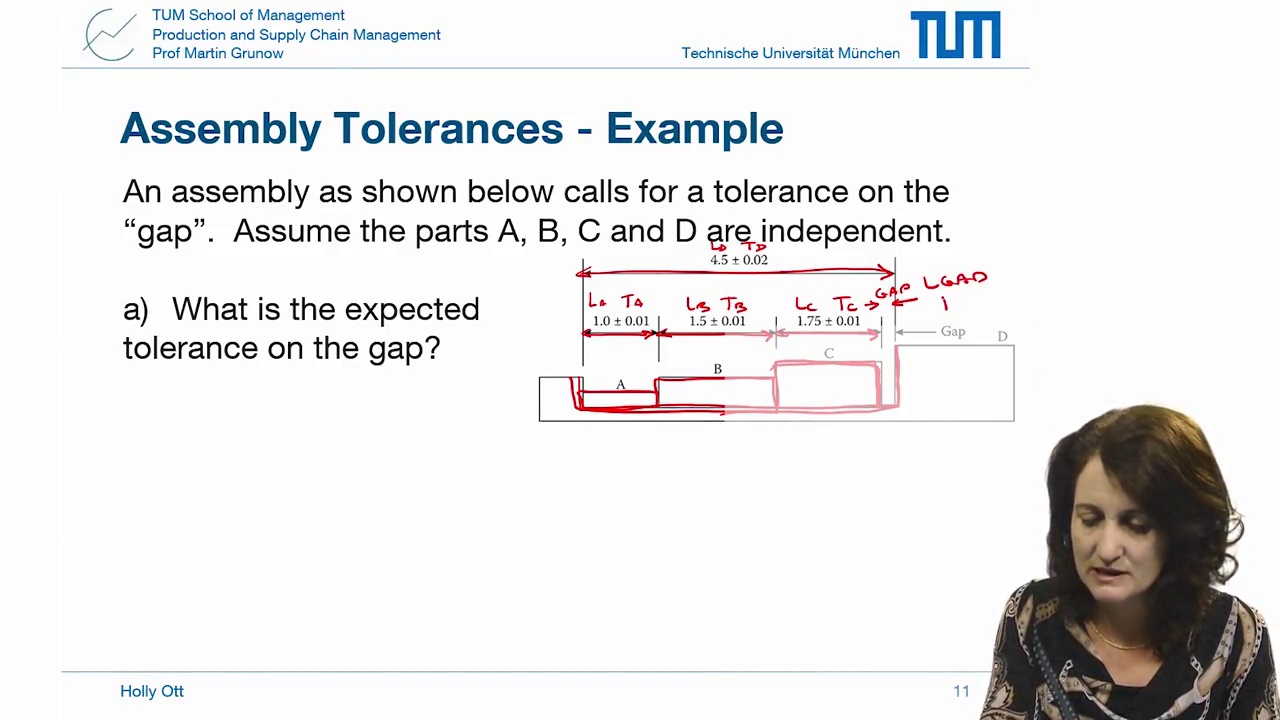 TUM School of Management
Production and Supply Chain Management
Prof Martin Grunow
Technische Universität München
TUM
Assembly Tolerances - Example
An assembly as shown below calls for a tolerance on the
“gap”. Assume the parts A, B, C and D are independent.
LD TD
4.5 ± 0.02
a) What is the expected
tolerance on the gap?
LA TA LB TB LC TC GAP LGAD
1.0 ± 0.01 1.5 ± 0.01 1.75 ± 0.01
Gap D
A B C
Holly Ott
11